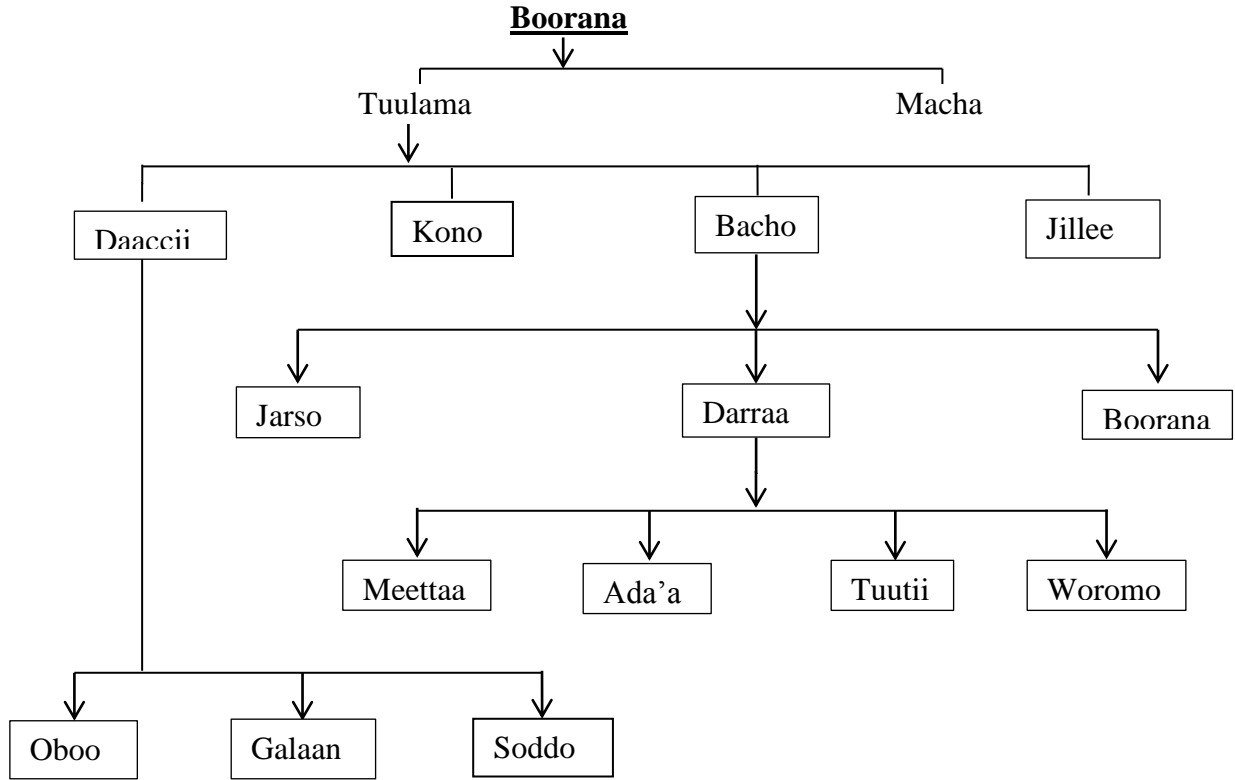 Boorana
Tuulama Macha
Daaccii Kono Bacho Jillee
Jarso Darraa Boorana
Meettaa Ada’a Tuutii Woromo
Oboo Galaan Soddo